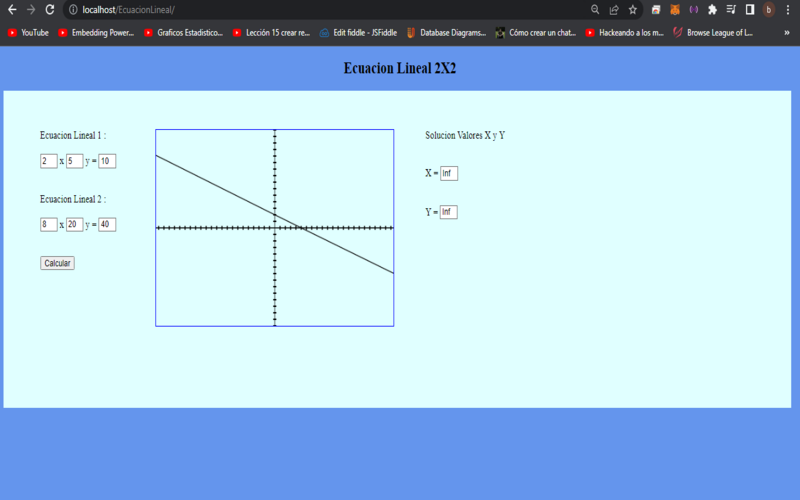 localhost/EcuacionLineal/
b
YouTube Embedding Power... Graficos Estadistico... Lección 15 crear re... Edit fiddle - JSFiddle Database Diagrams... Cómo crear un chat... Hackeando a los m... Browse League of L... »
Ecuacion Lineal 2X2
Ecuacion Lineal 1 :
2 x 5 y = 10
Ecuacion Lineal 2 :
8 x 20 y = 40
Calcular
Solucion Valores X y Y
X = Inf
Y = Inf